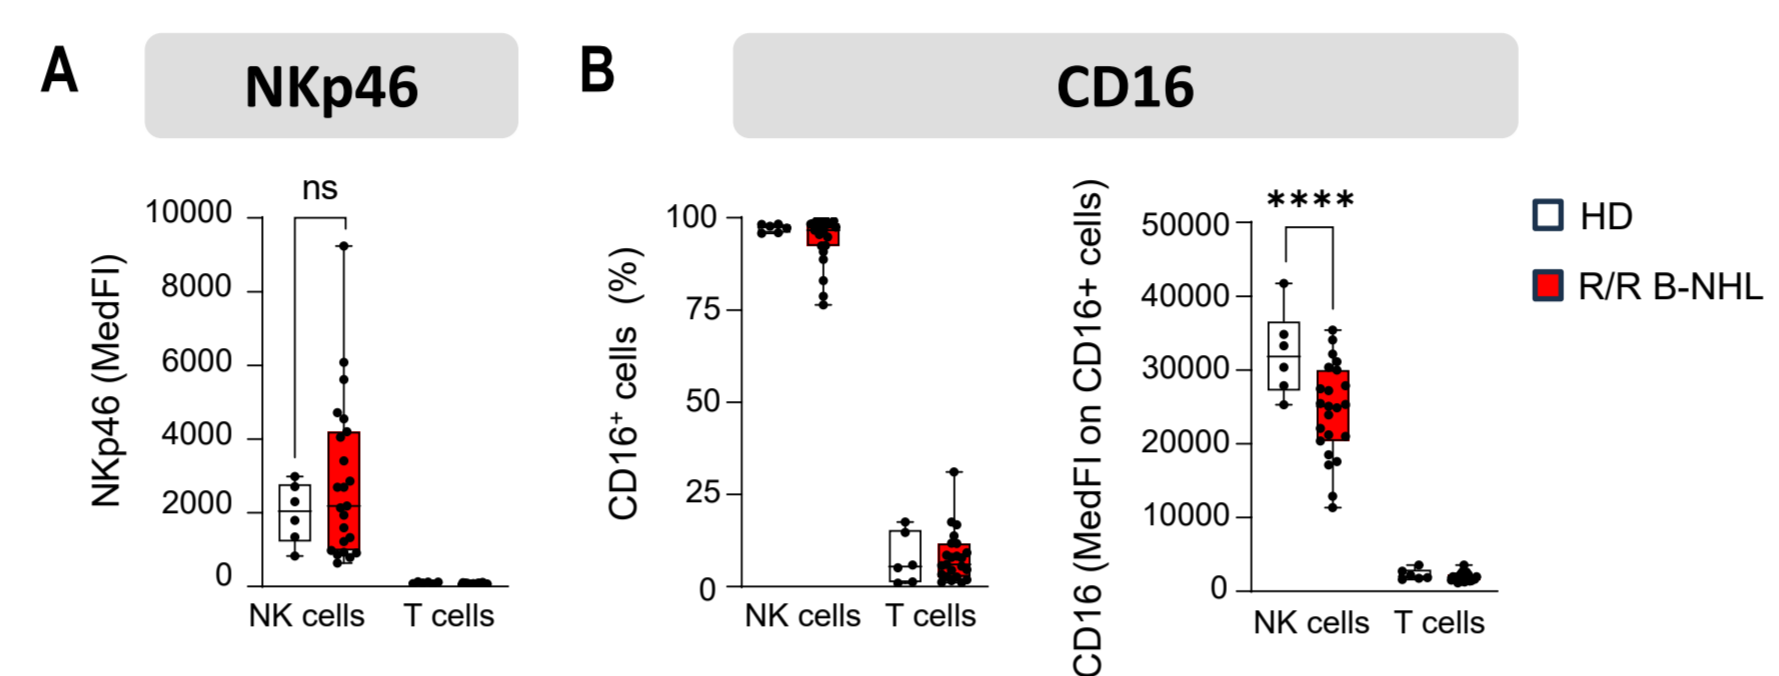 A
NKp46
B
CD16
ns
NKp46 (MedFI)
10000
8000
6000
4000
2000
0
NK cells
T cells
CD16⁺ cells (%)
100
75
50
25
0
NK cells
T cells
CD16 (MedFI on CD16+ cells)
****
50000
40000
30000
20000
10000
0
NK cells
T cells
HD
R/R B-NHL